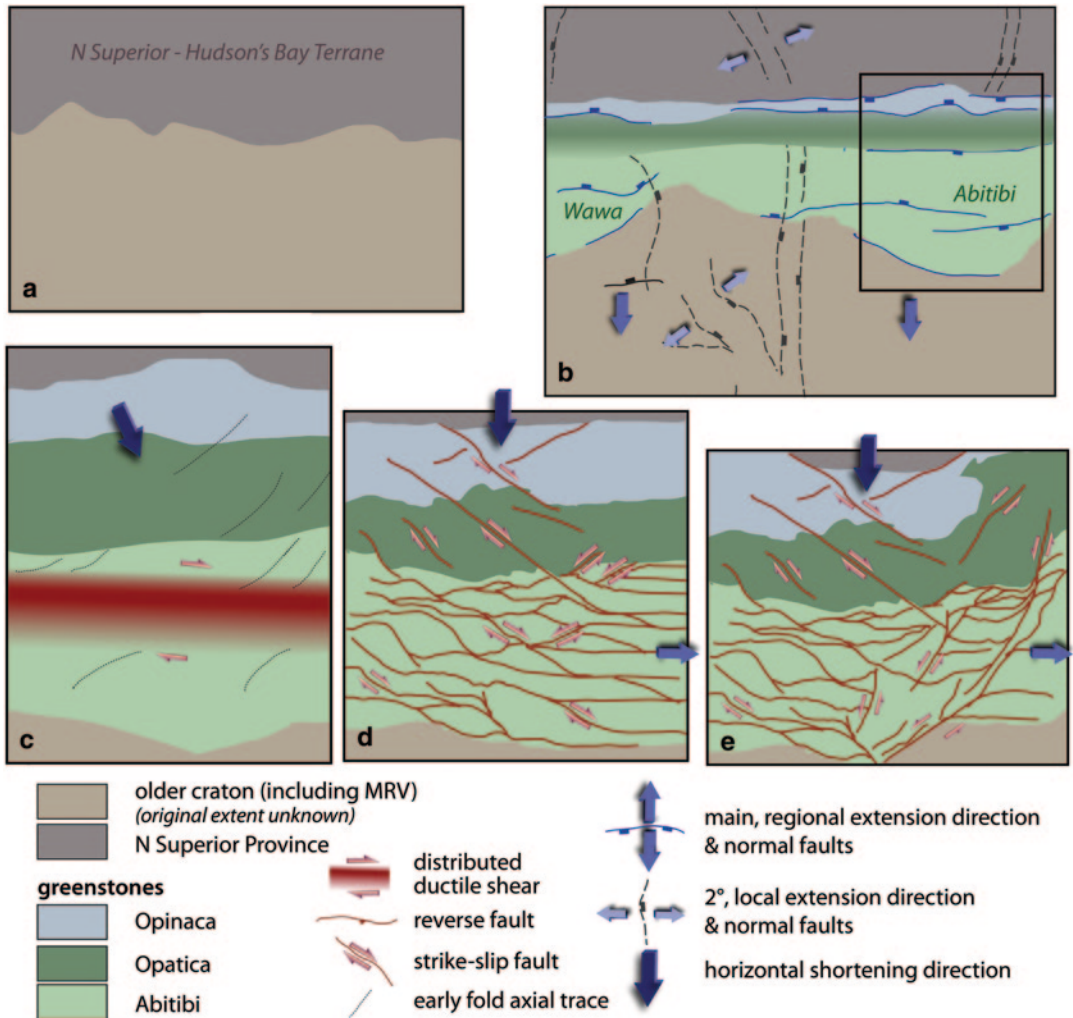 N Superior - Hudson's Bay Terrane
a
Wawa
Abitibi
b
c
d
e
older craton (including MRV)
(original extent unknown)
N Superior Province
greenstones
Opinaca
Opatica
Abitibi
distributed
ductile shear
reverse fault
strike-slip fault
early fold axial trace
main, regional extension direction
& normal faults
2°, local extension direction
& normal faults
horizontal shortening direction